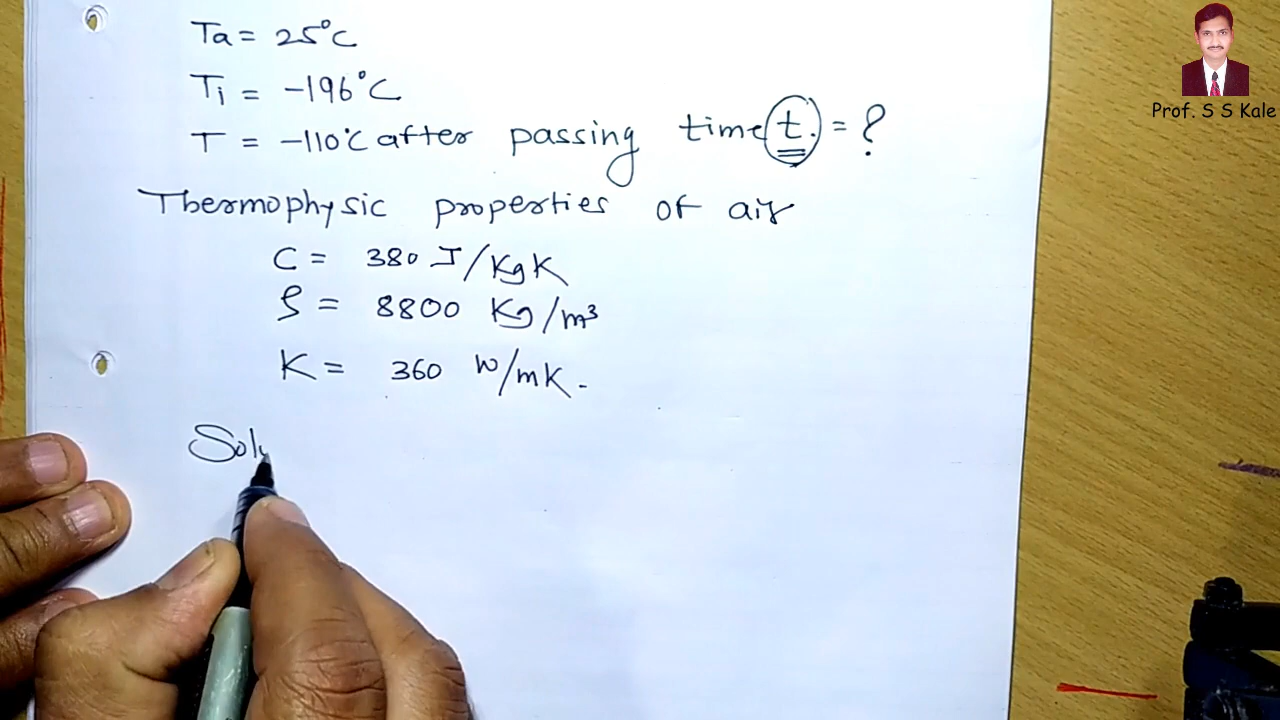 Ta = 25°C
Ti = -196°C
T = -110°C after passing time t. = ?
Thermophysic properties of air
C = 380 J/KgK
ρ = 8800 Kg/m³
K = 360 W/mK.
Soln
Prof. S S Kale